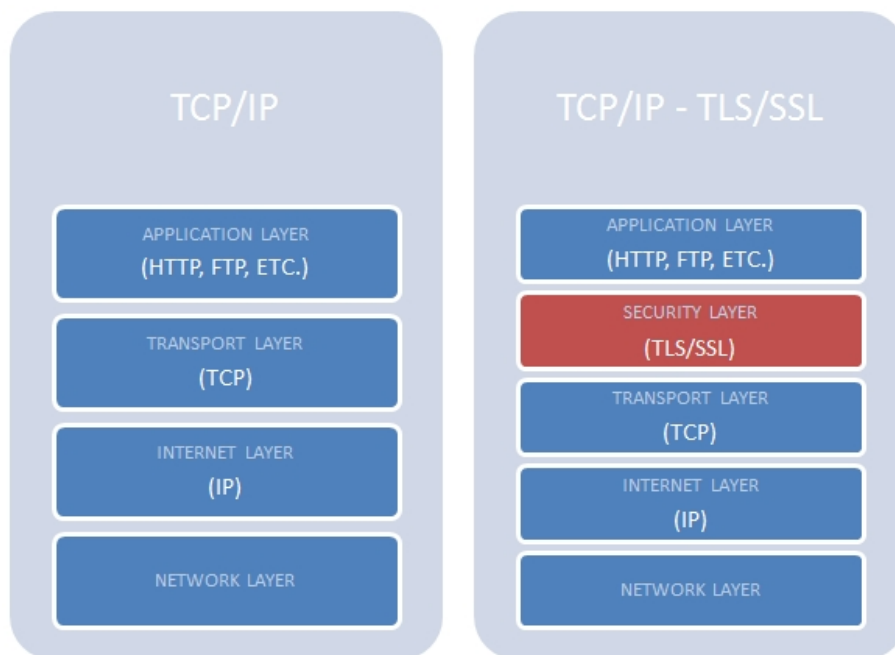 TCP/IP
APPLICATION LAYER
(HTTP, FTP, ETC.)
TRANSPORT LAYER
(TCP)
INTERNET LAYER
(IP)
NETWORK LAYER
TCP/IP - TLS/SSL
APPLICATION LAYER
(HTTP, FTP, ETC.)
SECURITY LAYER
(TLS/SSL)
TRANSPORT LAYER
(TCP)
INTERNET LAYER
(IP)
NETWORK LAYER